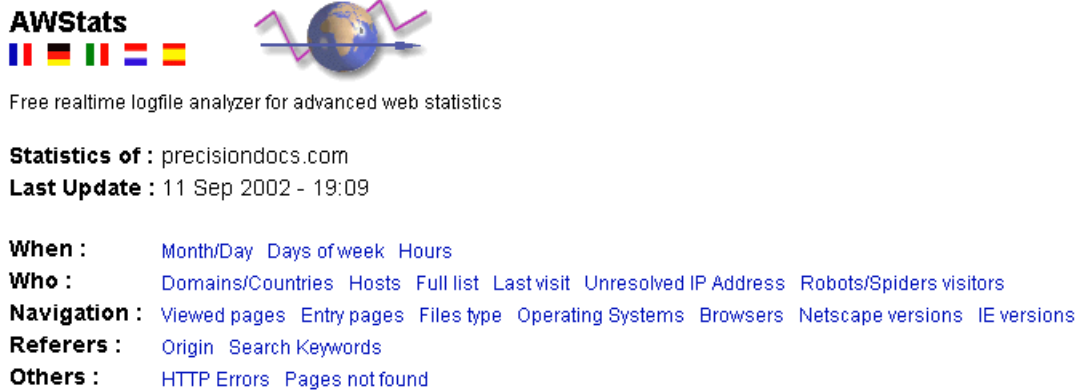 AWStats
Free realtime logfile analyzer for advanced web statistics
Statistics of : precisiondocs.com
Last Update : 11 Sep 2002 - 19:09
When : Month/Day Days of week Hours
Who : Domains/Countries Hosts Full list Last visit Unresolved IP Address Robots/Spiders visitors
Navigation : Viewed pages Entry pages Files type Operating Systems Browsers Netscape versions IE versions
Referers : Origin Search Keywords
Others : HTTP Errors Pages not found